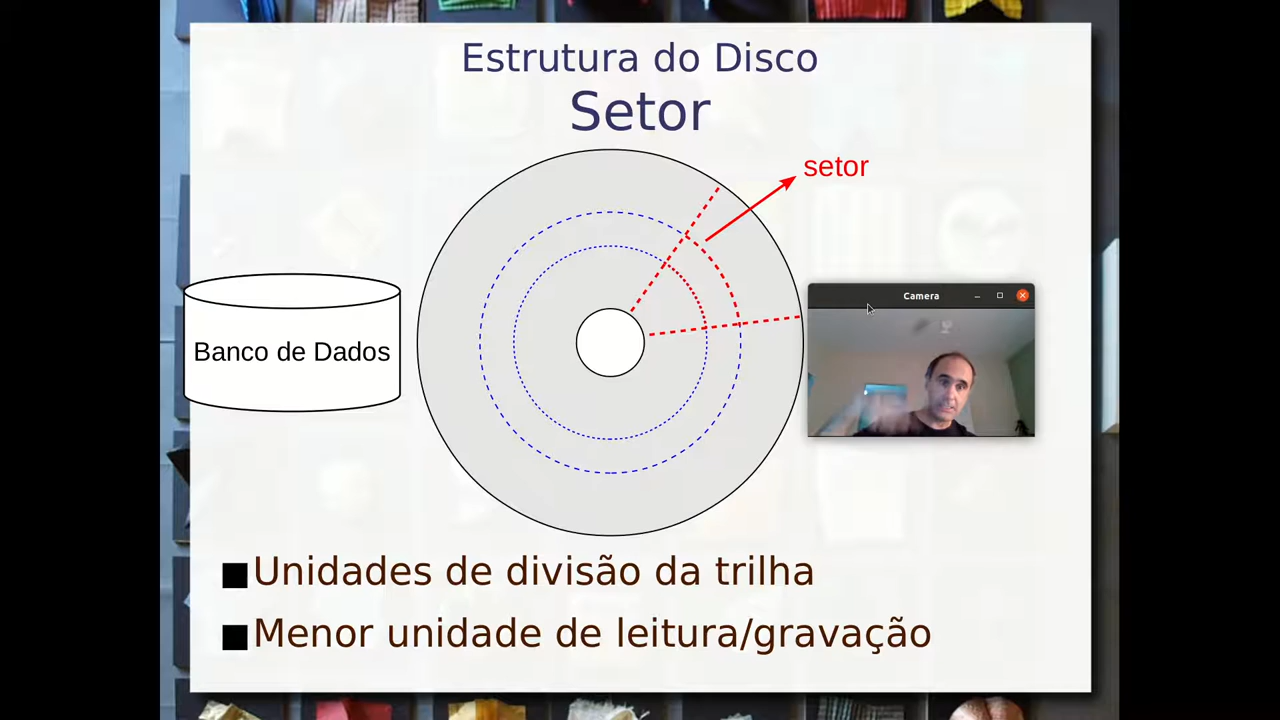 Estrutura do Disco
Setor
setor
Camera
Banco de Dados
Unidades de divisão da trilha
Menor unidade de leitura/gravação